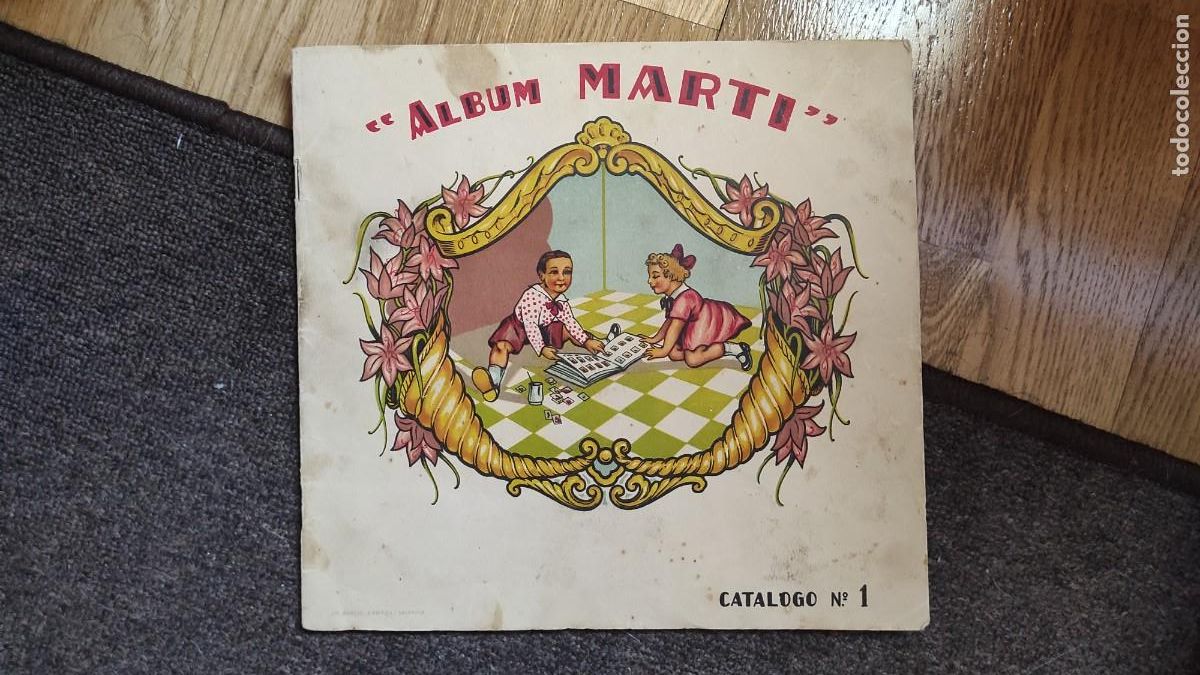 “ALBUM MARTI”
CATALOGO Nº 1
todocoleccion